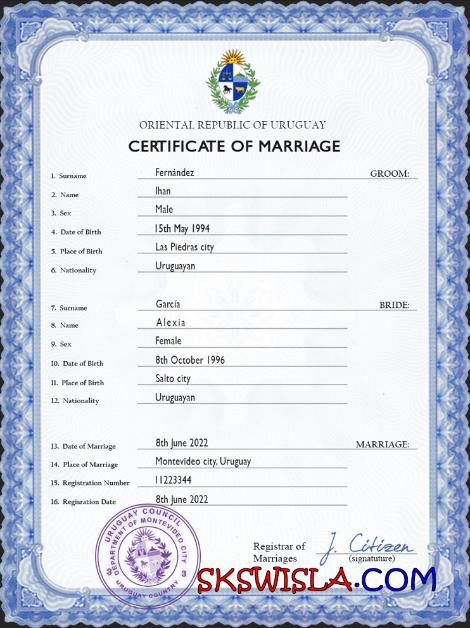 ORIENTAL REPUBLIC OF URUGUAY
CERTIFICATE OF MARRIAGE
1. Surname Fernández GROOM:
2. Name Ihan
3. Sex Male
4. Date of Birth 15th May 1994
5. Place of Birth Las Piedras city
6. Nationality Uruguayan
7. Surname García BRIDE:
8. Name Alexia
9. Sex Female
10. Date of Birth 8th October 1996
11. Place of Birth Salto city
12. Nationality Uruguayan
13. Date of Marriage 8th June 2022 MARRIAGE:
14. Place of Marriage Montevideo city, Uruguay
15. Registration Number 11223344
16. Registration Date 8th June 2022
URUGUAY COUNCIL
DEPARTMENT OF MONTEVIDEO CITY
3 3
URUGUAY COUNTRY
Registrar of Marriages
J. Citizen
(signatuture)
SKSWISLA.COM